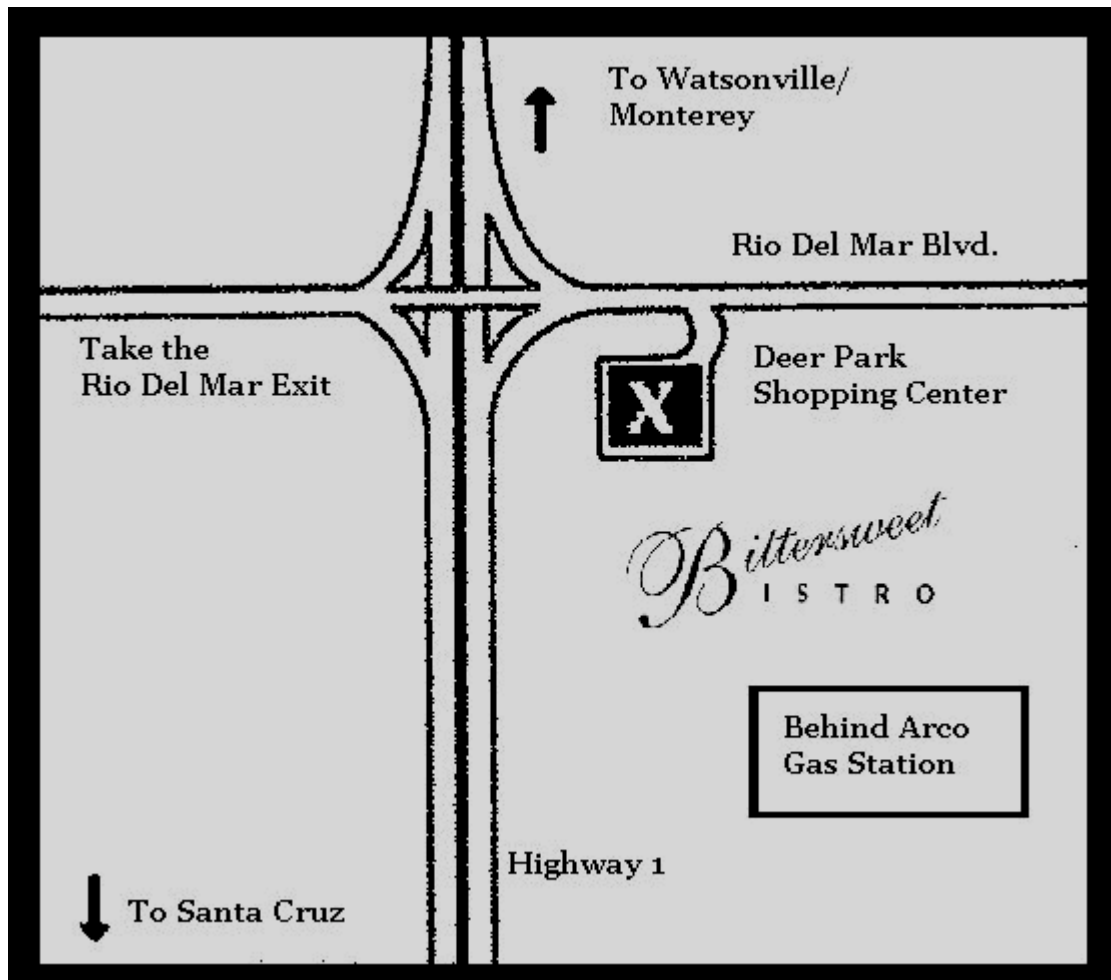 To Watsonville/
Monterey
Rio Del Mar Blvd.
Take the
Rio Del Mar Exit
Deer Park
Shopping Center
X
Bittersweet
BISTRO
Behind Arco
Gas Station
Highway 1
To Santa Cruz